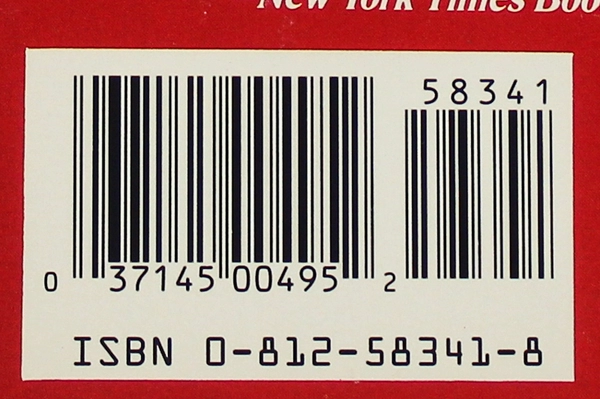 New York Times Boo
58341
0 37145 00495 2
ISBN 0-812-58341-8